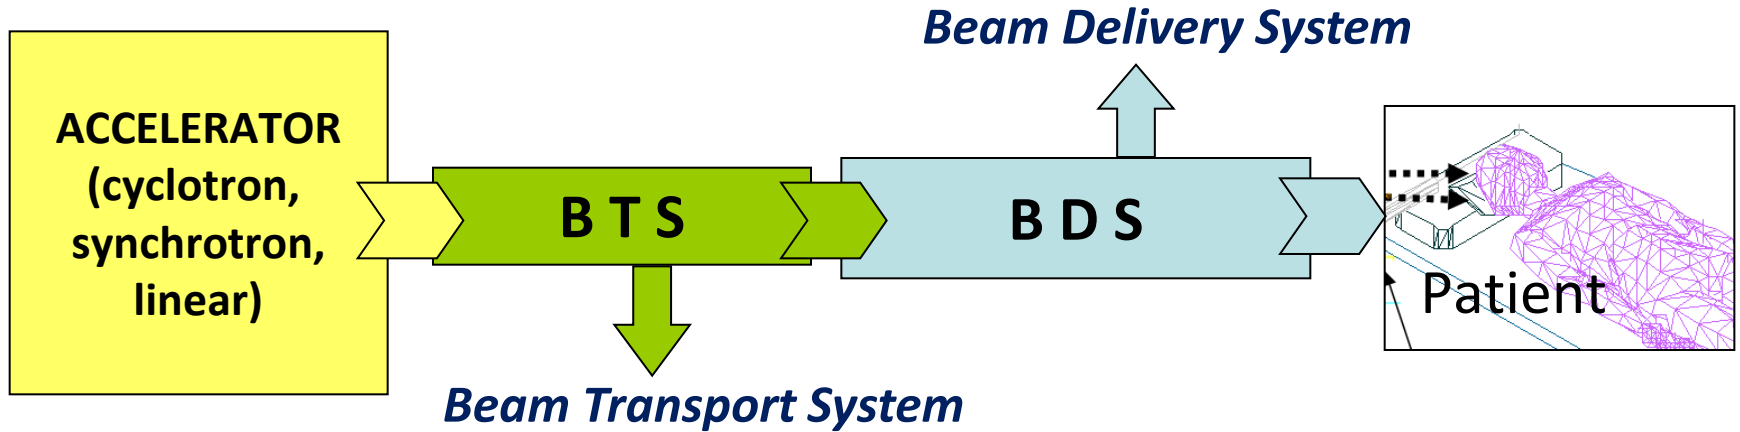 Beam Delivery System
ACCELERATOR
(cyclotron,
synchrotron,
linear)
B T S
B D S
Patient
Beam Transport System